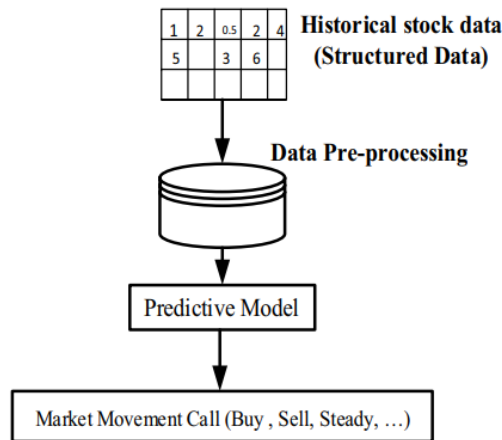 1 2 0.5 2 4
Historical stock data
5 3 6
(Structured Data)
Data Pre-processing
Predictive Model
Market Movement Call (Buy , Sell, Steady, …)